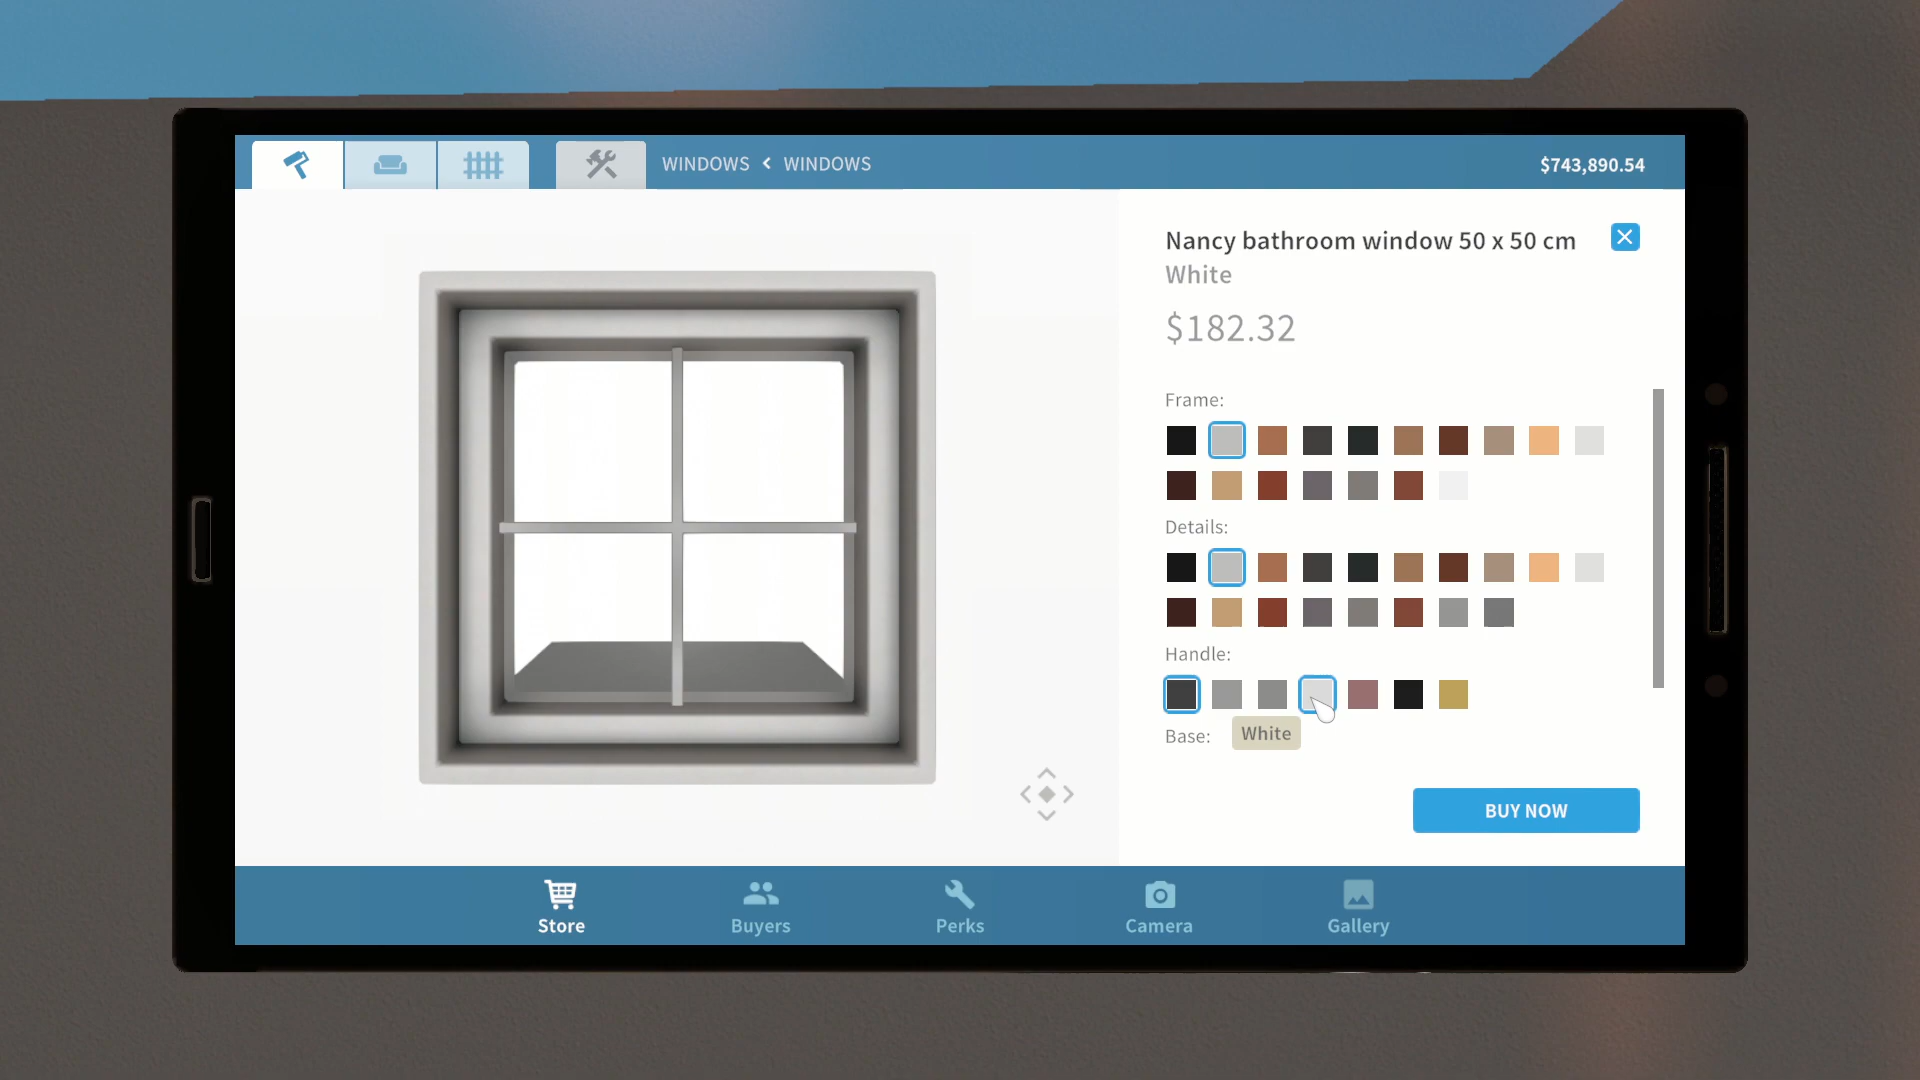 WINDOWS < WINDOWS
$743,890.54
Nancy bathroom window 50 x 50 cm
White
$182.32
Frame:
Details:
Handle:
White
Base:
BUY NOW
Store
Buyers
Perks
Camera
Gallery